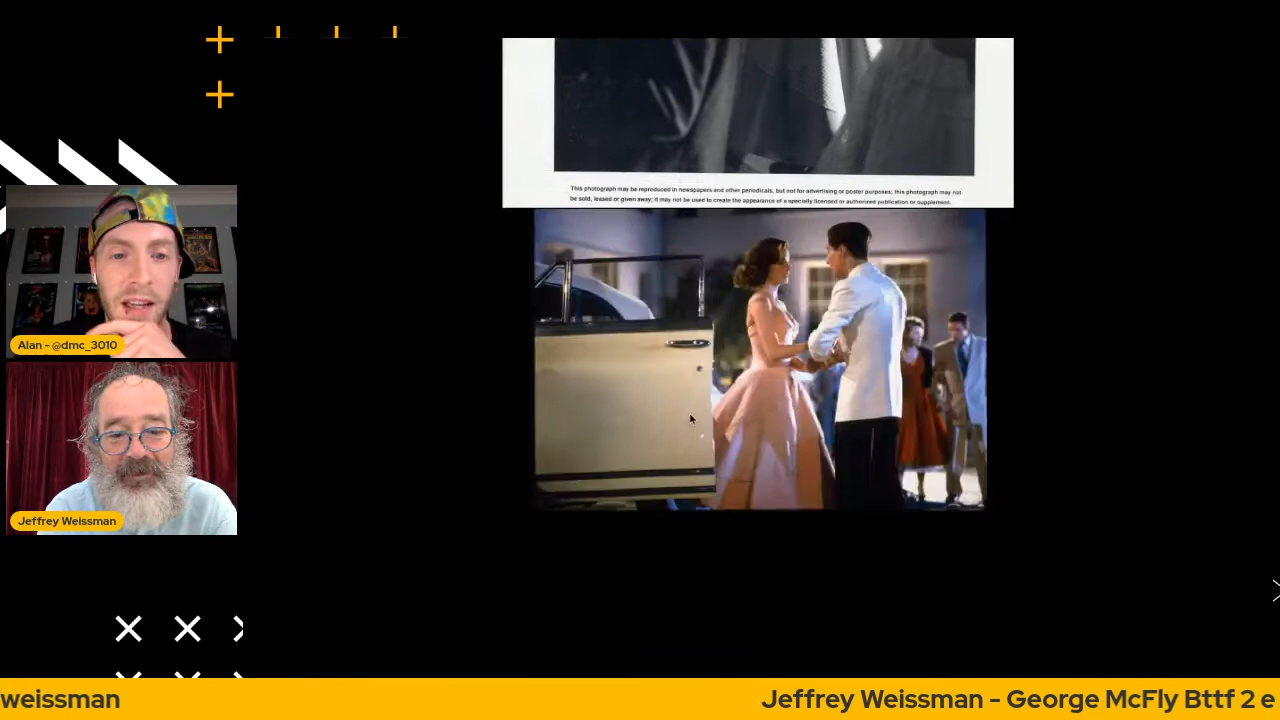 This photograph may be reproduced in newspapers and other periodicals, but not for advertising or poster purposes; this photograph may not
be sold, leased or given away; it may not be used to create the appearance of a specially licensed or authorized publication or supplement.
Alan - @dmc_3010
Jeffrey Weissman
weissman
Jeffrey Weissman - George McFly Bttf 2 e